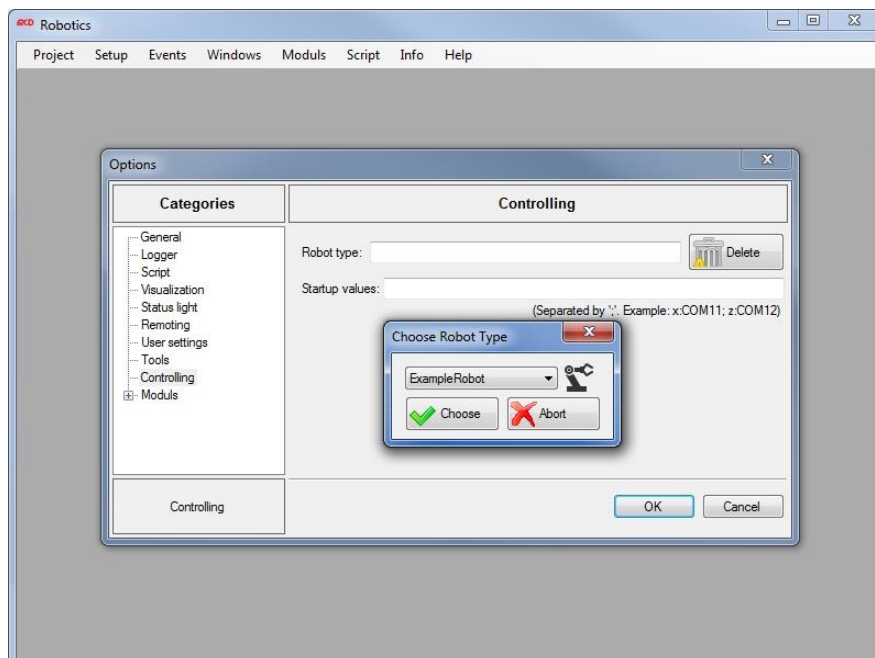 RCD Robotics
Project Setup Events Windows Moduls Script Info Help
Options
Categories
Controlling
General
Logger
Script
Visualization
Status light
Remoting
User settings
Tools
Controlling
Moduls
Robot type:
Delete
Startup values:
(Separated by ';'. Example: x:COM11; z:COM12)
Choose Robot Type
ExampleRobot
Choose Abort
Controlling
OK Cancel